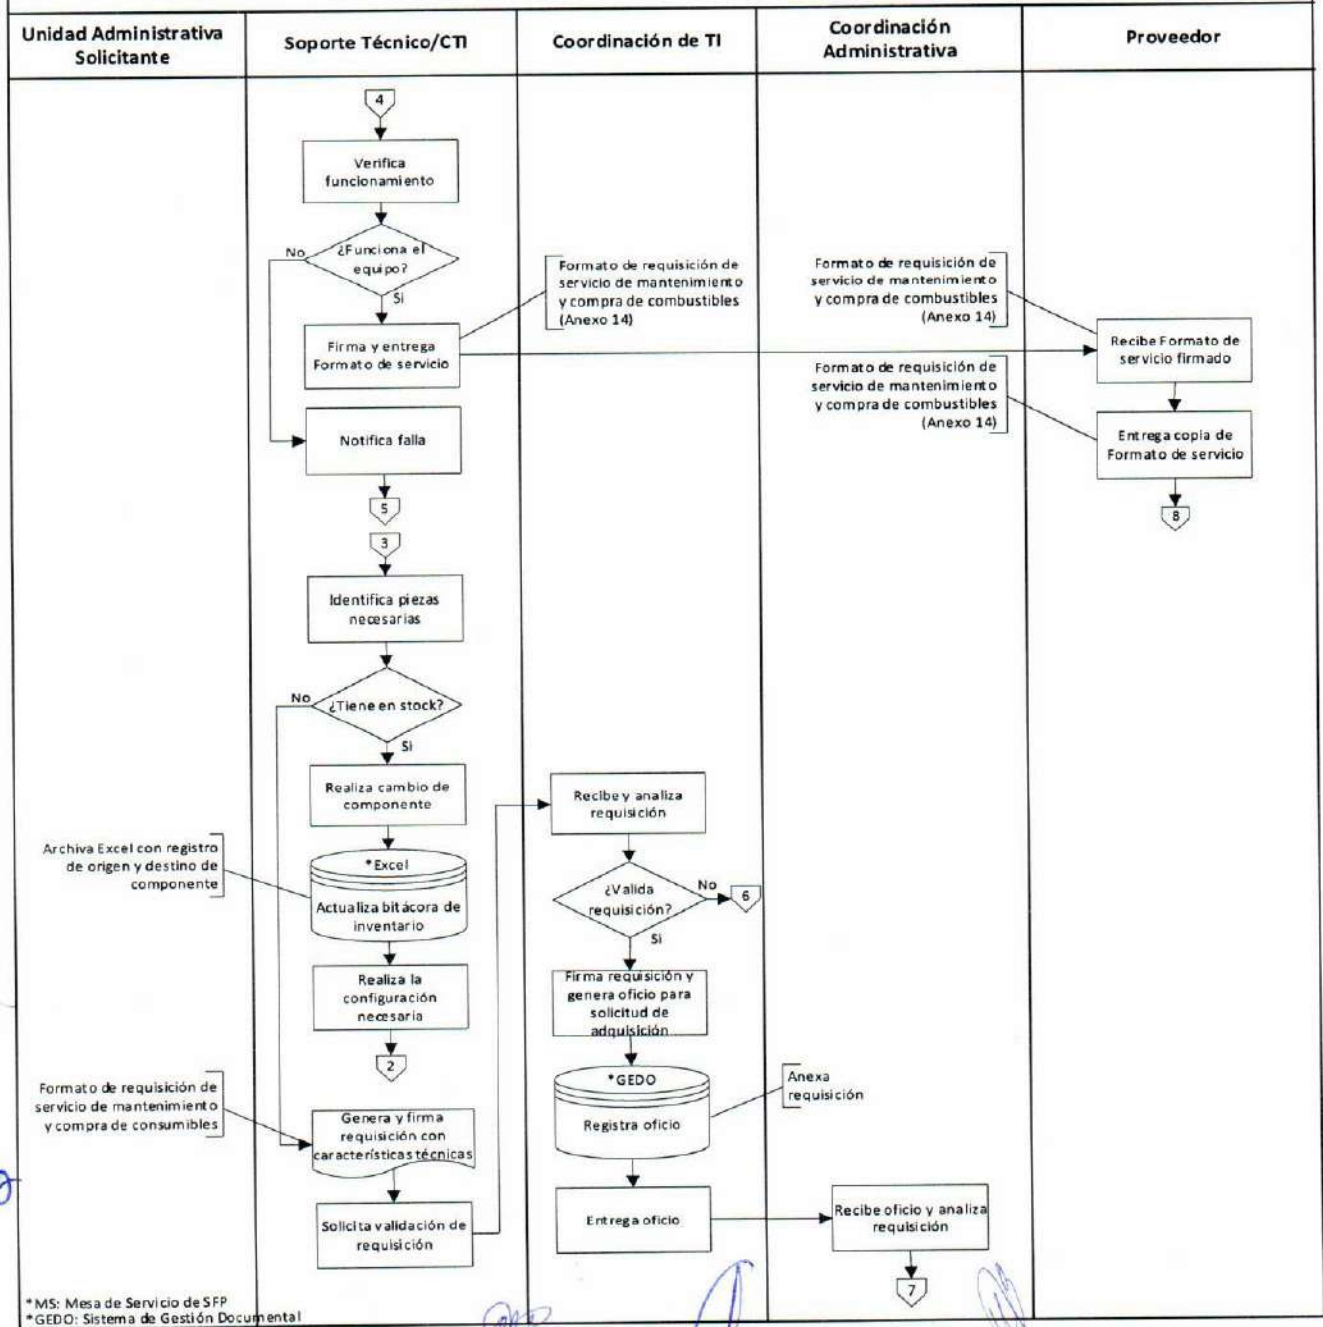 Unidad Administrativa
Solicitante
Soporte Técnico/CTI
Coordinación de TI
Coordinación
Administrativa
Proveedor
4
Verifica
funcionamiento
¿Funciona el
equipo?
No
Si
Firma y entrega
Formato de servicio
Formato de requisición de
servicio de mantenimiento
y compra de combustibles
(Anexo 14)
Formato de requisición de
servicio de mantenimiento
y compra de combustibles
(Anexo 14)
Recibe Formato de
servicio firmado
Formato de requisición de
servicio de mantenimiento
y compra de combustibles
(Anexo 14)
Entrega copia de
Formato de servicio
8
Notifica falla
5
3
Identifica piezas
necesarias
No
¿Tiene en stock?
Si
Realiza cambio de
componente
Archiva Excel con registro
de origen y destino de
componente
*Excel
Actualiza bitácora de
inventario
Realiza la
configuración
necesaria
2
Formato de requisición de
servicio de mantenimiento
y compra de consumibles
Genera y firma
requisición con
características técnicas
Solicita validación de
requisición
Recibe y analiza
requisición
¿Valida
requisición?
No
6
Si
Firma requisición y
genera oficio para
solicitud de
adquisición
*GEDO
Registra oficio
Anexa
requisición
Entrega oficio
Recibe oficio y analiza
requisición
7
*MS: Mesa de Servicio de SFP
*GEDO: Sistema de Gestión Documental